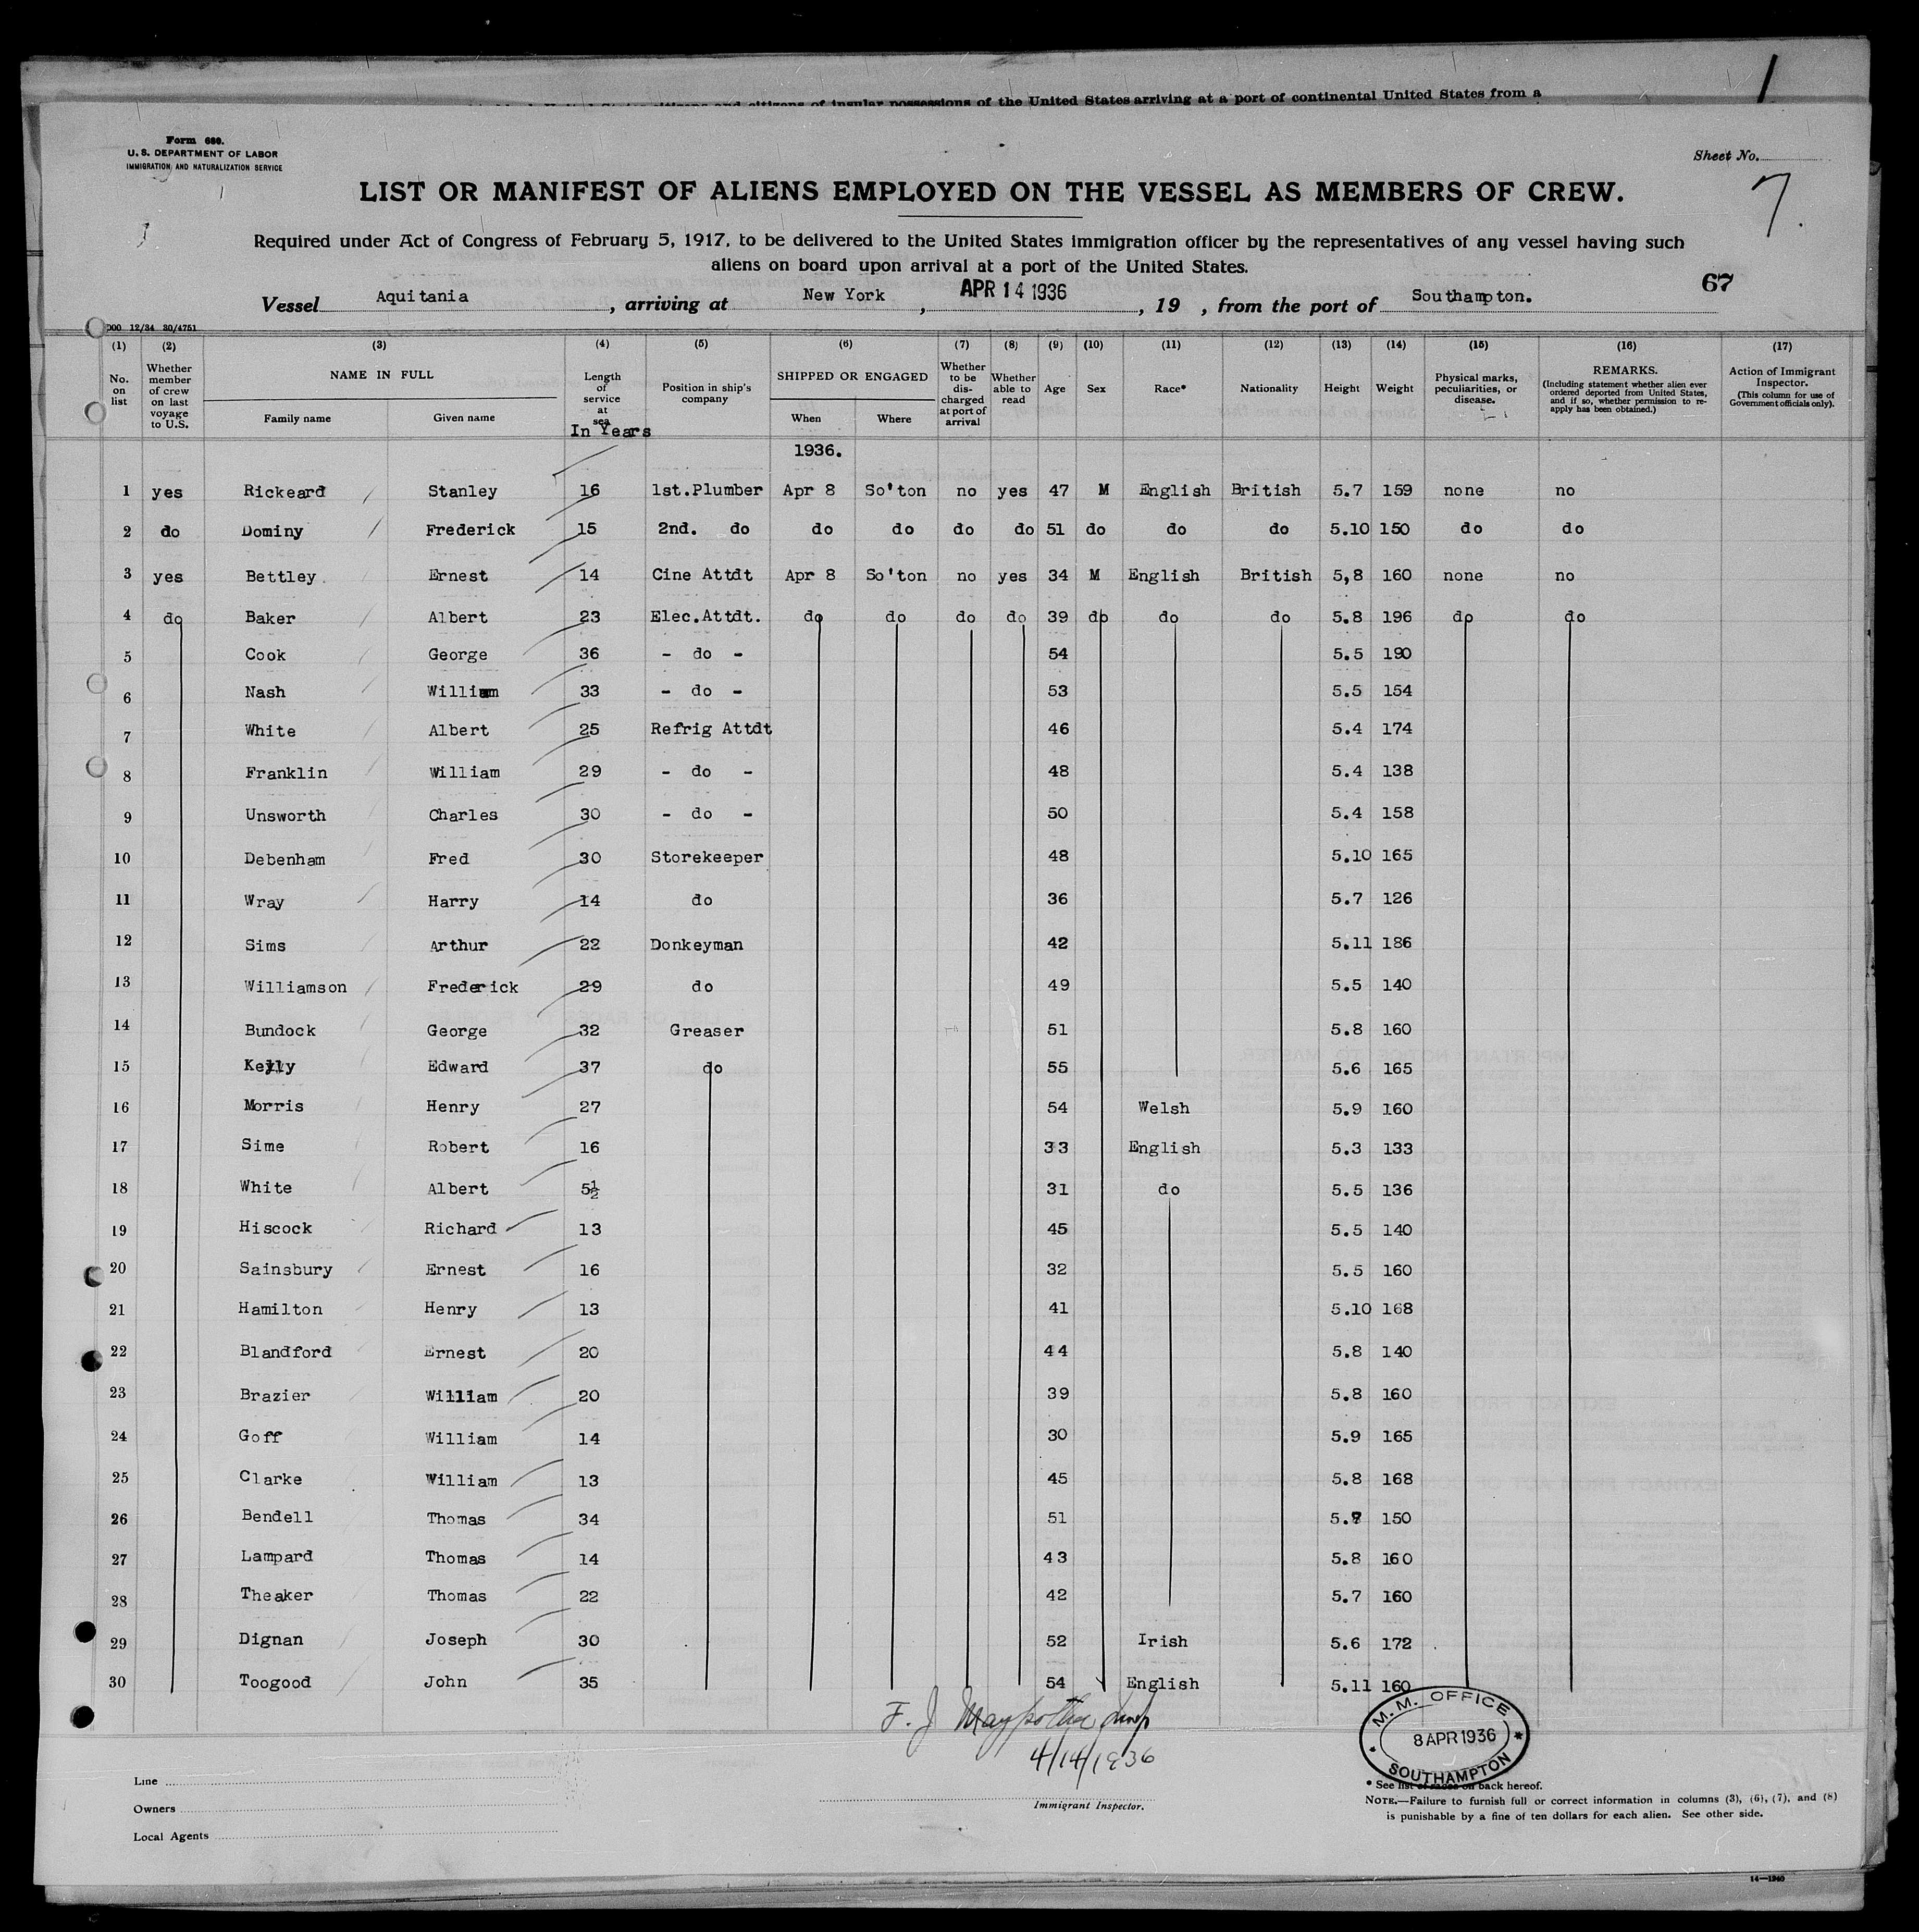 citizens and citizens of insular possessions of the United States arriving at a port of continental United States from a
Form 680.
U. S. DEPARTMENT OF LABOR
IMMIGRATION AND NATURALIZATION SERVICE
Sheet No.
7.
LIST OR MANIFEST OF ALIENS EMPLOYED ON THE VESSEL AS MEMBERS OF CREW.
Required under Act of Congress of February 5, 1917, to be delivered to the United States immigration officer by the representatives of any vessel having such
aliens on board upon arrival at a port of the United States.
67
Vessel Aquitania, arriving at New York, APR 14 1936, 19 , from the port of Southampton.
000 12/34 30/4751
(1) (2) (3) (4) (5) (6) (7) (8) (9) (10) (11) (12) (13) (14) (15) (16) (17)
No. on list
Whether member of crew on last voyage to U.S.
NAME IN FULL
Family name Given name
Length of service at sea
In Years
Position in ship's company
SHIPPED OR ENGAGED
When Where
Whether to be discharged at port of arrival
Whether able to read
Age
Sex
Race*
Nationality
Height
Weight
Physical marks, peculiarities, or disease.
REMARKS.
(Including statement whether alien ever ordered deported from United States, and if so, whether permission to re-apply has been obtained.)
Action of Immigrant Inspector.
(This column for use of Government officials only).
1936.
1 yes Rickeard Stanley 16 1st.Plumber Apr 8 So'ton no yes 47 M English British 5.7 159 none no
2 do Dominy Frederick 15 2nd. do do do do do 51 do do do 5.10 150 do do
3 yes Bettley Ernest 14 Cine Attdt Apr 8 So'ton no yes 34 M English British 5,8 160 none no
4 do Baker Albert 23 Elec.Attdt. do do do do 39 do do do 5.8 196 do do
5 Cook George 36 - do - 54 5.5 190
6 Nash William 33 - do - 53 5.5 154
7 White Albert 25 Refrig Attdt 46 5.4 174
8 Franklin William 29 - do - 48 5.4 138
9 Unsworth Charles 30 - do - 50 5.4 158
10 Debenham Fred 30 Storekeeper 48 5.10 165
11 Wray Harry 14 do 36 5.7 126
12 Sims Arthur 22 Donkeyman 42 5.11 186
13 Williamson Frederick 29 do 49 5.5 140
14 Bundock George 32 Greaser 51 5.8 160
15 Kelly Edward 37 do 55 5.6 165
16 Morris Henry 27 54 Welsh 5.9 160
17 Sime Robert 16 33 English 5.3 133
18 White Albert 5½ 31 do 5.5 136
19 Hiscock Richard 13 45 5.5 140
20 Sainsbury Ernest 16 32 5.5 160
21 Hamilton Henry 13 41 5.10 168
22 Blandford Ernest 20 44 5.8 140
23 Brazier William 20 39 5.8 160
24 Goff William 14 30 5.9 165
25 Clarke William 13 45 5.8 168
26 Bendell Thomas 34 51 5.7 150
27 Lampard Thomas 14 43 5.8 160
28 Theaker Thomas 22 42 5.7 160
29 Dignan Joseph 30 52 Irish 5.6 172
30 Toogood John 35 54 English 5.11 160
F. J.
4/14/1936
M. M. OFFICE
8 APR 1936
SOUTHAMPTON
Line
Owners
Local Agents
Immigrant Inspector.
* See list of races on back hereof.
NOTE.—Failure to furnish full or correct information in columns (3), (6), (7), and (8)
is punishable by a fine of ten dollars for each alien. See other side.
14—1240